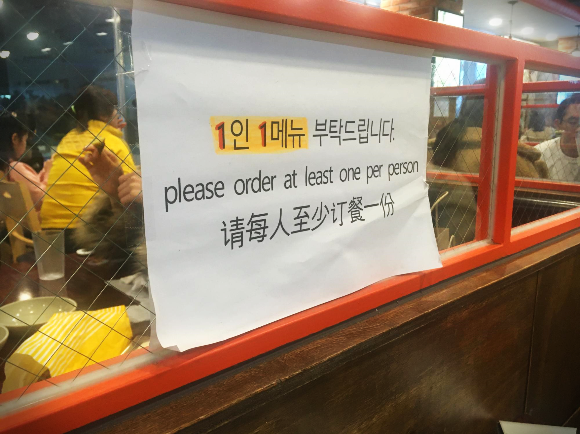 1인 1메뉴 부탁드립니다.
please order at least one per person
请每人至少订餐一份